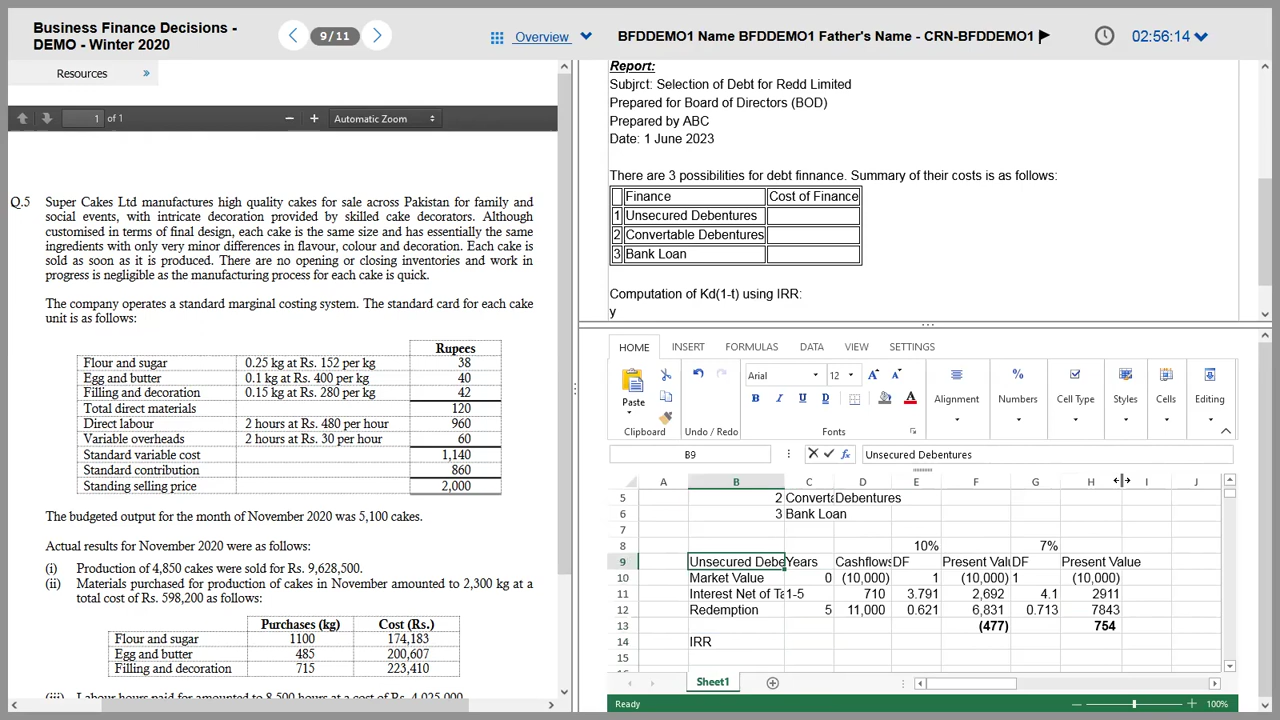 Business Finance Decisions -
DEMO - Winter 2020
9/11
Overview
BFDDEMO1 Name BFDDEMO1 Father's Name - CRN-BFDDEMO1
02:56:14
Resources
1 of 1
Automatic Zoom
Q.5 Super Cakes Ltd manufactures high quality cakes for sale across Pakistan for family and
social events, with intricate decoration provided by skilled cake decorators. Although
customised in terms of final design, each cake is the same size and has essentially the same
ingredients with only very minor differences in flavour, colour and decoration. Each cake is
sold as soon as it is produced. There are no opening or closing inventories and work in
progress is negligible as the manufacturing process for each cake is quick.
The company operates a standard marginal costing system. The standard card for each cake
unit is as follows:
Rupees
Flour and sugar 0.25 kg at Rs. 152 per kg 38
Egg and butter 0.1 kg at Rs. 400 per kg 40
Filling and decoration 0.15 kg at Rs. 280 per kg 42
Total direct materials 120
Direct labour 2 hours at Rs. 480 per hour 960
Variable overheads 2 hours at Rs. 30 per hour 60
Standard variable cost 1,140
Standard contribution 860
Standing selling price 2,000
The budgeted output for the month of November 2020 was 5,100 cakes.
Actual results for November 2020 were as follows:
(i) Production of 4,850 cakes were sold for Rs. 9,628,500.
(ii) Materials purchased for production of cakes in November amounted to 2,300 kg at a
total cost of Rs. 598,200 as follows:
Purchases (kg) Cost (Rs.)
Flour and sugar 1100 174,183
Egg and butter 485 200,607
Filling and decoration 715 223,410
(iii) Labour hours paid for amounted to 8,500 hours at a cost of Rs. 4,025,000
Report:
Subjrct: Selection of Debt for Redd Limited
Prepared for Board of Directors (BOD)
Prepared by ABC
Date: 1 June 2023
There are 3 possibilities for debt finnance. Summary of their costs is as follows:
Finance Cost of Finance
1 Unsecured Debentures
2 Convertable Debentures
3 Bank Loan
Computation of Kd(1-t) using IRR:
y
HOME INSERT FORMULAS DATA VIEW SETTINGS
Paste
Arial 12
B I U D A
Alignment Numbers Cell Type Styles Cells Editing
Clipboard Undo / Redo Fonts
B9 fx Unsecured Debentures
A B C D E F G H I J
5 2 Converta Debentures
6 3 Bank Loan
7
8 10% 7%
9 Unsecured Debe Years Cashflows DF Present Valu DF Present Value
10 Market Value 0 (10,000) 1 (10,000) 1 (10,000)
11 Interest Net of Ta 1-5 710 3.791 2,692 4.1 2911
12 Redemption 5 11,000 0.621 6,831 0.713 7843
13 (477) 754
14 IRR
15
Sheet1
Ready
100%